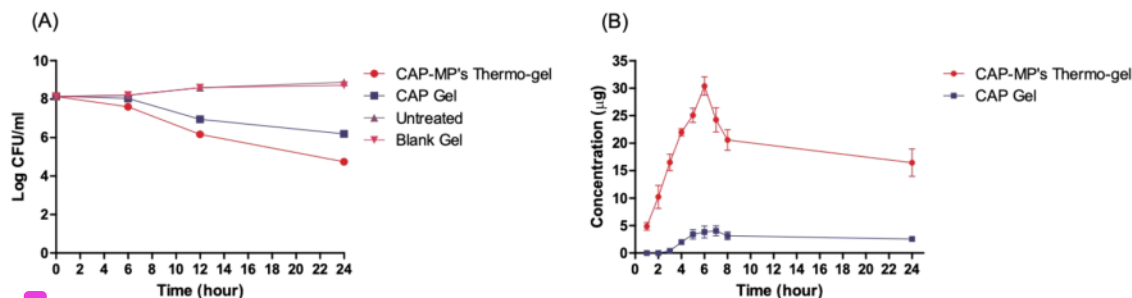 (A)
10
8
6
4
2
0
Log CFU/ml
0 2 4 6 8 10 12 14 16 18 20 22 24
Time (hour)
CAP-MP's Thermo-gel
CAP Gel
Untreated
Blank Gel
(B)
35
30
25
20
15
10
5
0
Concentration (µg)
0 2 4 6 8 10 12 14 16 18 20 22 24
Time (hour)
CAP-MP's Thermo-gel
CAP Gel